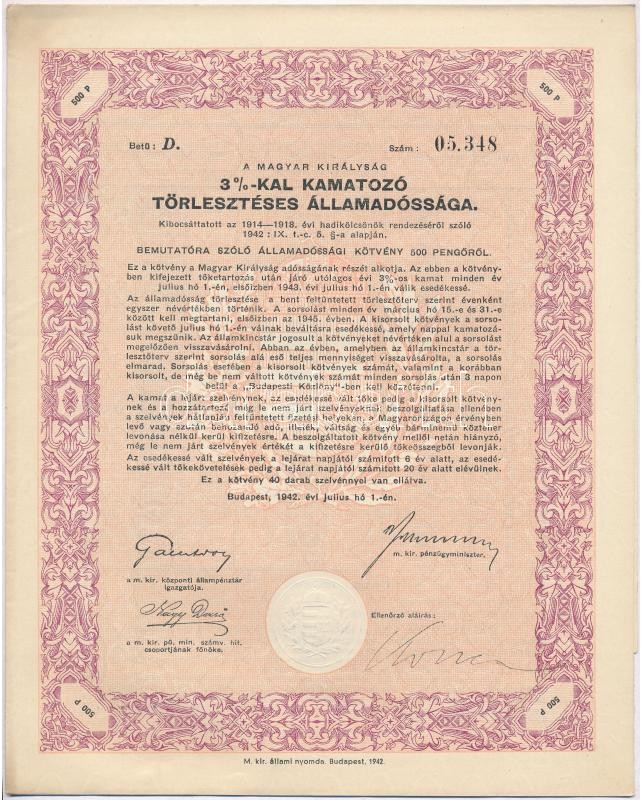 500 P
500 P
Betű: D.
Szám: 05.348
A MAGYAR KIRÁLYSÁG
3%-KAL KAMATOZÓ
TÖRLESZTÉSES ÁLLAMADÓSSÁGA.
Kibocsáttatott az 1914—1918. évi hadikölcsönök rendezéséről szóló
1942 : IX. t.-c. 5. §-a alapján.
BEMUTATÓRA SZÓLÓ ÁLLAMADÓSSÁGI KÖTVÉNY 500 PENGŐRŐL.
Ez a kötvény a Magyar Királyság adósságának részét alkotja. Az ebben a kötvény-
ben kifejezett tőketartozás után járó utólagos évi 3%-os kamat minden év
július hó 1.-én, elsőízben 1943. évi július hó 1.-én válik esedékessé.
Az államadósság törlesztése a bent feltüntetett törlesztőterv szerint évenként
egyszer névértékben történik. A sorsolást minden év március hó 15.-e és 31.-e
között kell megtartani, elsőízben az 1945. évben. A kisorsolt kötvények a sorso-
lást követő július hó 1.-én válnak beváltásra esedékessé, amely nappal kamatozá-
suk megszűnik. Az államkincstár jogosult a kötvényeket névértéken alul a sorsolást
megelőzően visszavásárolni. Abban az évben, amelyben az államkincstár a tör-
lesztőterv szerint sorsolás alá eső teljes mennyiséget visszavásárolta, a sorsolás
elmarad. Sorsolás esetében a kisorsolt kötvények számát, valamint a korábban
kisorsolt, de még be nem váltott kötvények számát minden sorsolás után 3 napon
belül a „Budapesti Közlöny"-ben kell közzétenni.
A kamat a lejárt szelvénynek, az esedékessé vált tőke pedig a kisorsolt kötvény-
nek és a hozzátartozó még le nem járt szelvényeknek beszolgáltatása ellenében
a szelvények hátlapján feltüntetett fizetési helyeken, a Magyarországon érvényben
levő vagy ezután behozandó adó, illeték, váltság és egyéb bárminemű közteher
levonása nélkül kerül kifizetésre. A beszolgáltatott kötvény mellől netán hiányzó,
még le nem járt szelvények értékét a kifizetésre kerülő tőkeösszegből levonják.
Az esedékessé vált szelvények a lejárat napjától számított 6 év alatt, az esedé-
kessé vált tőkekövetelések pedig a lejárat napjától számított 20 év alatt elévülnek.
Ez a kötvény 40 darab szelvénnyel van ellátva.
Budapest, 1942. évi július hó 1.-én.
m. kir. pénzügyminiszter.
a m. kir. központi állampénztár
igazgatója.
Nagy Dezső
Ellenőrző aláírás:
a m. kir. pü. min. számv. hit.
csoportjának főnöke.
500 P
500 P
M. kir. állami nyomda. Budapest, 1942.